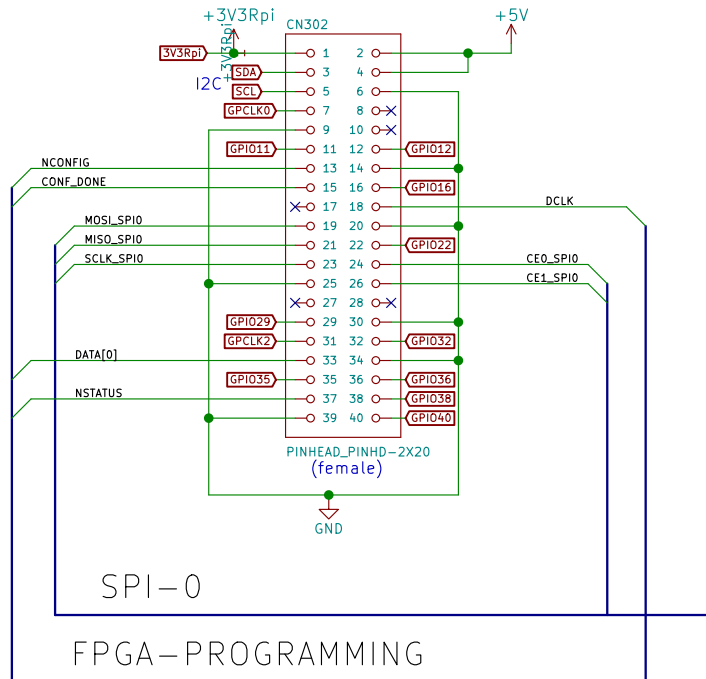 +3V3Rpi
+5V
CN302
+3V3Rpi
3V3Rpi 1 2
SDA 3 4
I2C
SCL 5 6
GPCLK0 7 8
9 10
GPIO11 11 12 GPIO12
NCONFIG 13 14
CONF_DONE 15 16 GPIO16
17 18 DCLK
MOSI_SPI0 19 20
MISO_SPI0 21 22 GPIO22
SCLK_SPI0 23 24 CE0_SPI0
25 26 CE1_SPI0
27 28
GPIO29 29 30
GPCLK2 31 32 GPIO32
DATA[0] 33 34
GPIO35 35 36 GPIO36
NSTATUS 37 38 GPIO38
39 40 GPIO40
PINHEAD_PINHD-2X20
(female)
GND
SPI-0
FPGA-PROGRAMMING